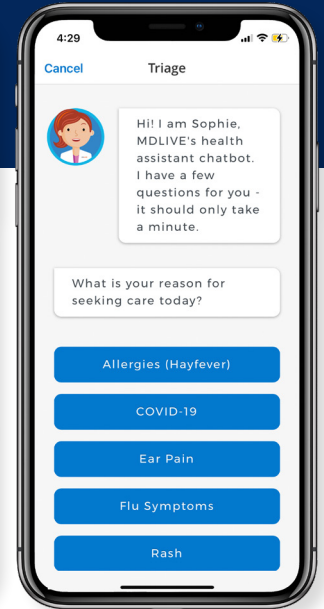 4:29
Cancel
Triage
Hi! I am Sophie,
MDLIVE's health
assistant chatbot.
I have a few
questions for you -
it should only take
a minute.
What is your reason for
seeking care today?
Allergies (Hayfever)
COVID-19
Ear Pain
Flu Symptoms
Rash